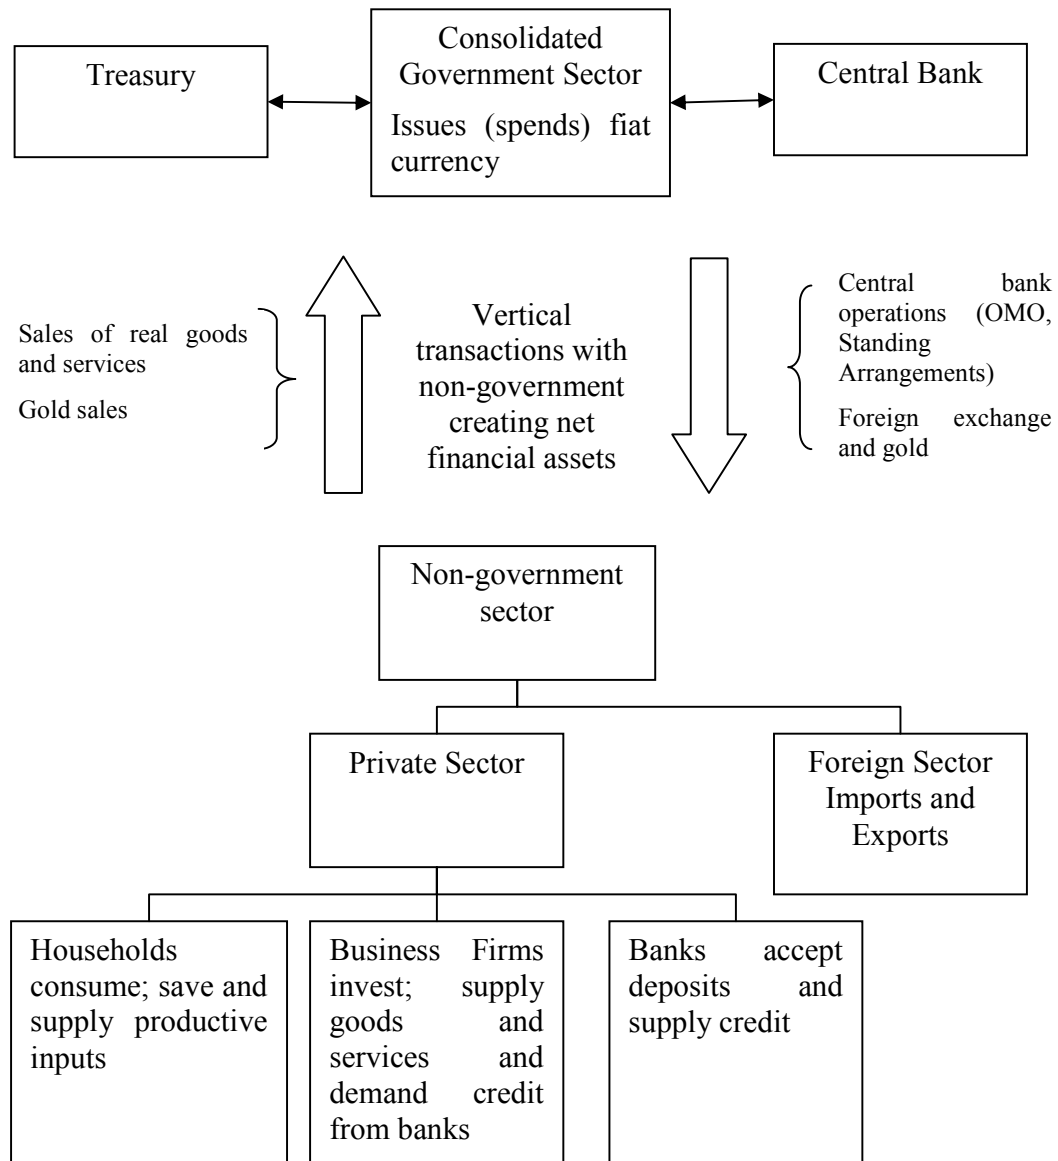 Treasury
Consolidated
Government Sector
Issues (spends) fiat
currency
Central Bank
Sales of real goods
and services
Gold sales
Vertical
transactions with
non-government
creating net
financial assets
Central bank
operations (OMO,
Standing
Arrangements)
Foreign exchange
and gold
Non-government
sector
Private Sector
Foreign Sector
Imports and
Exports
Households
consume; save and
supply productive
inputs
Business Firms
invest; supply
goods and
services and
demand credit
from banks
Banks accept
deposits and
supply credit